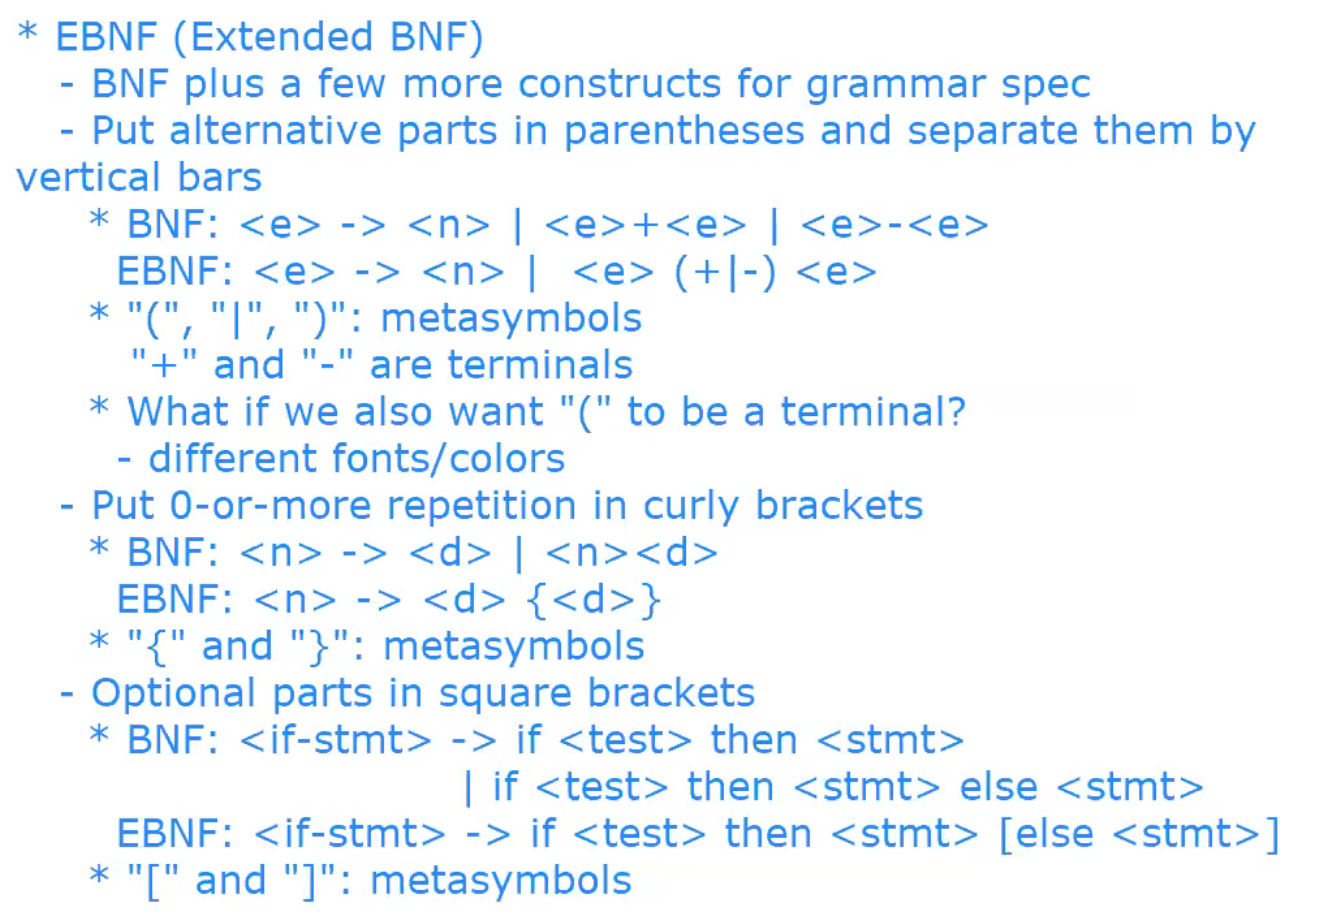 * EBNF (Extended BNF)
- BNF plus a few more constructs for grammar spec
- Put alternative parts in parentheses and separate them by
vertical bars
* BNF: <e> -> <n> | <e>+<e> | <e>-<e>
EBNF: <e> -> <n> | <e> (+|-) <e>
* "(", "|", ")": metasymbols
"+" and "-" are terminals
* What if we also want "(" to be a terminal?
- different fonts/colors
- Put 0-or-more repetition in curly brackets
* BNF: <n> -> <d> | <n><d>
EBNF: <n> -> <d> {<d>}
* "{" and "}": metasymbols
- Optional parts in square brackets
* BNF: <if-stmt> -> if <test> then <stmt>
| if <test> then <stmt> else <stmt>
EBNF: <if-stmt> -> if <test> then <stmt> [else <stmt>]
* "[" and "]": metasymbols